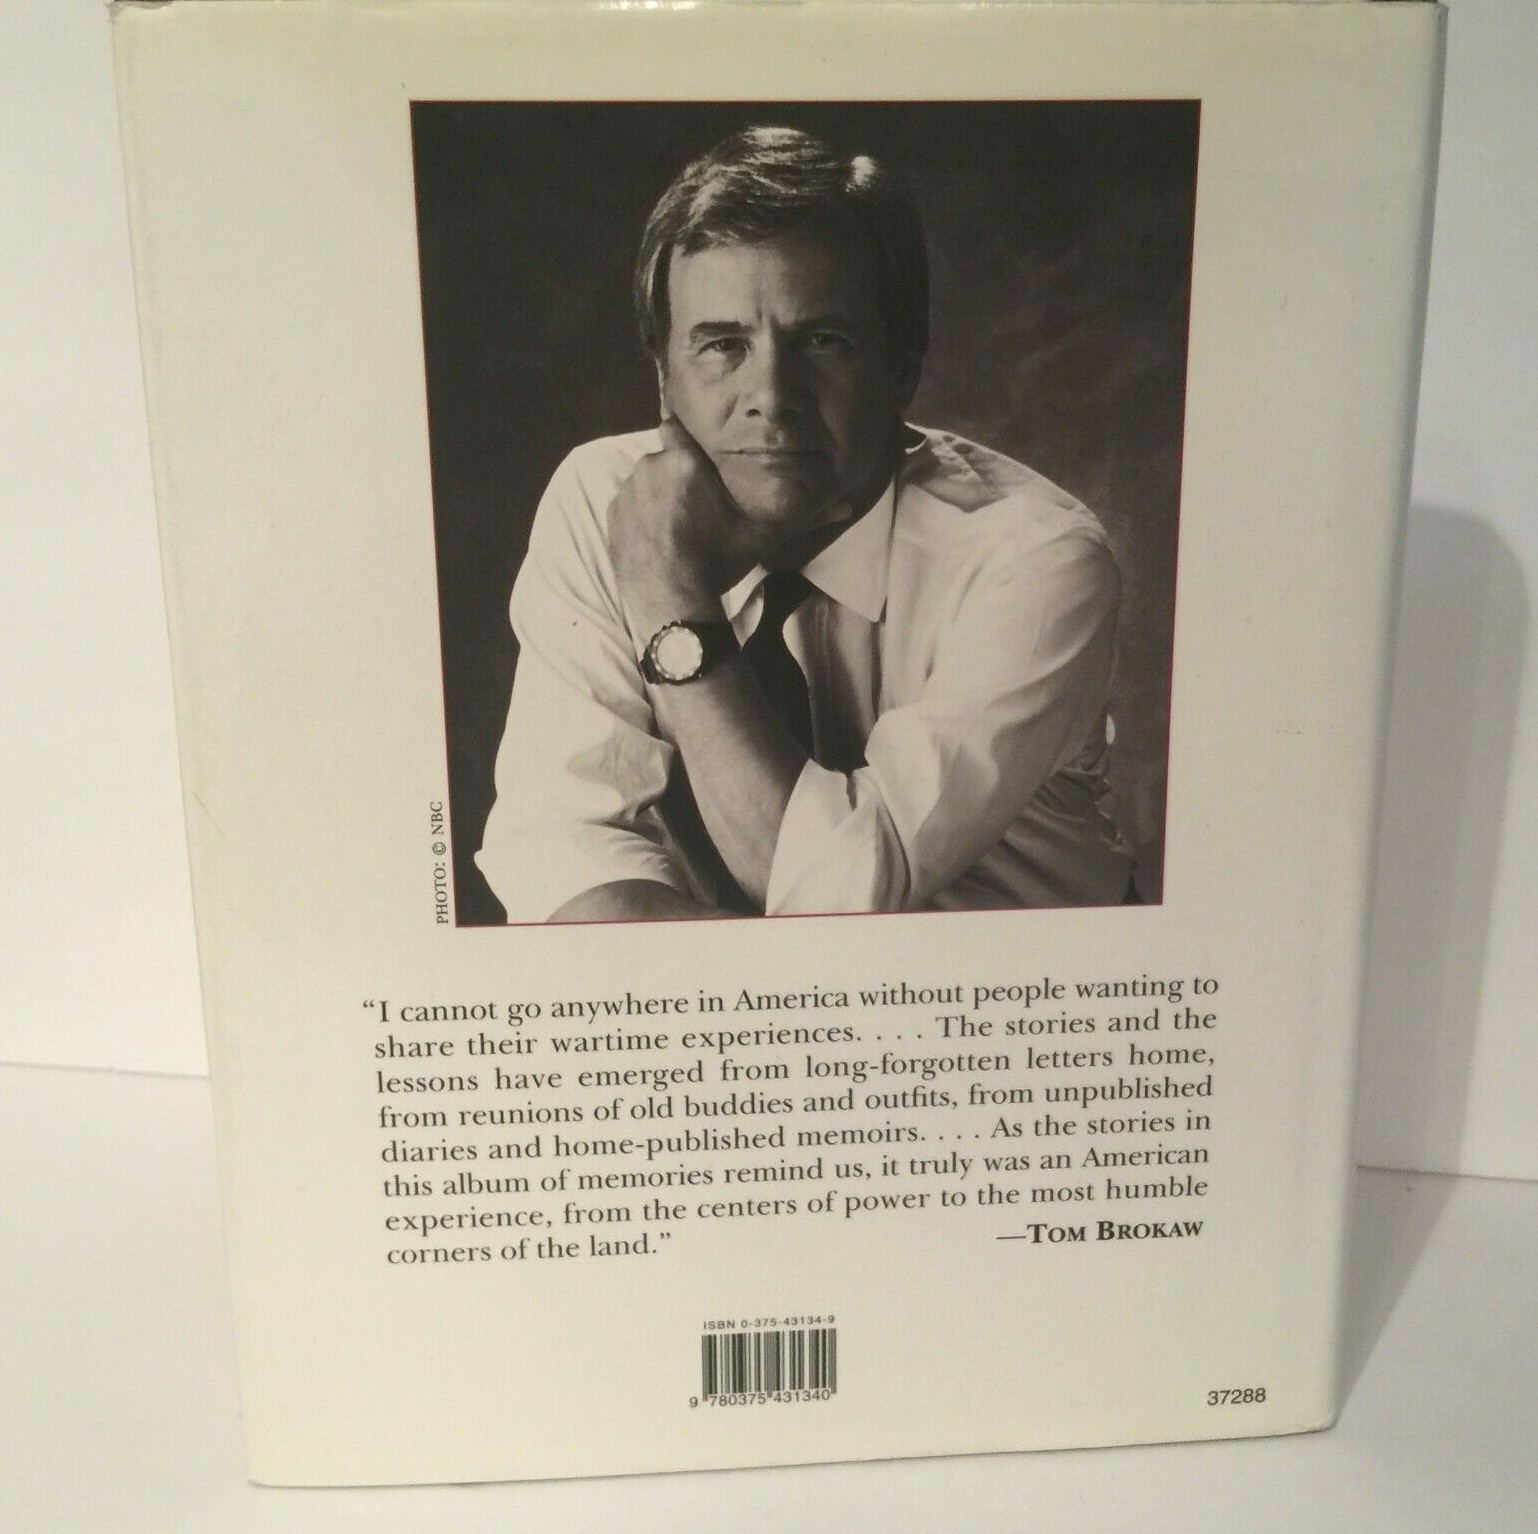 PHOTO: © NBC
“I cannot go anywhere in America without people wanting to
share their wartime experiences. . . . The stories and the
lessons have emerged from long-forgotten letters home,
from reunions of old buddies and outfits, from unpublished
diaries and home-published memoirs. . . . As the stories in
this album of memories remind us, it truly was an American
experience, from the centers of power to the most humble
corners of the land.”
—TOM BROKAW
ISBN 0-375-43134-9
9 780375 431340
37288